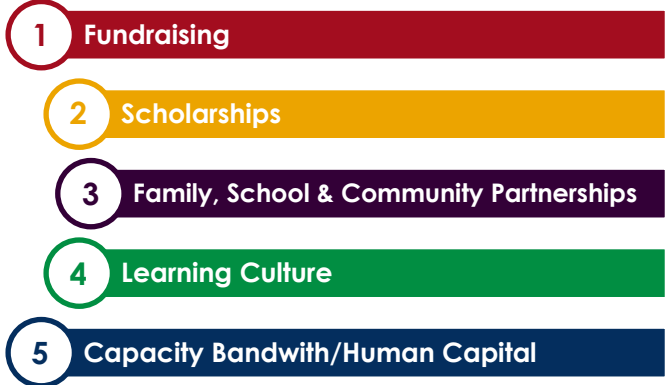 1 Fundraising
2 Scholarships
3 Family, School & Community Partnerships
4 Learning Culture
5 Capacity Bandwith/Human Capital